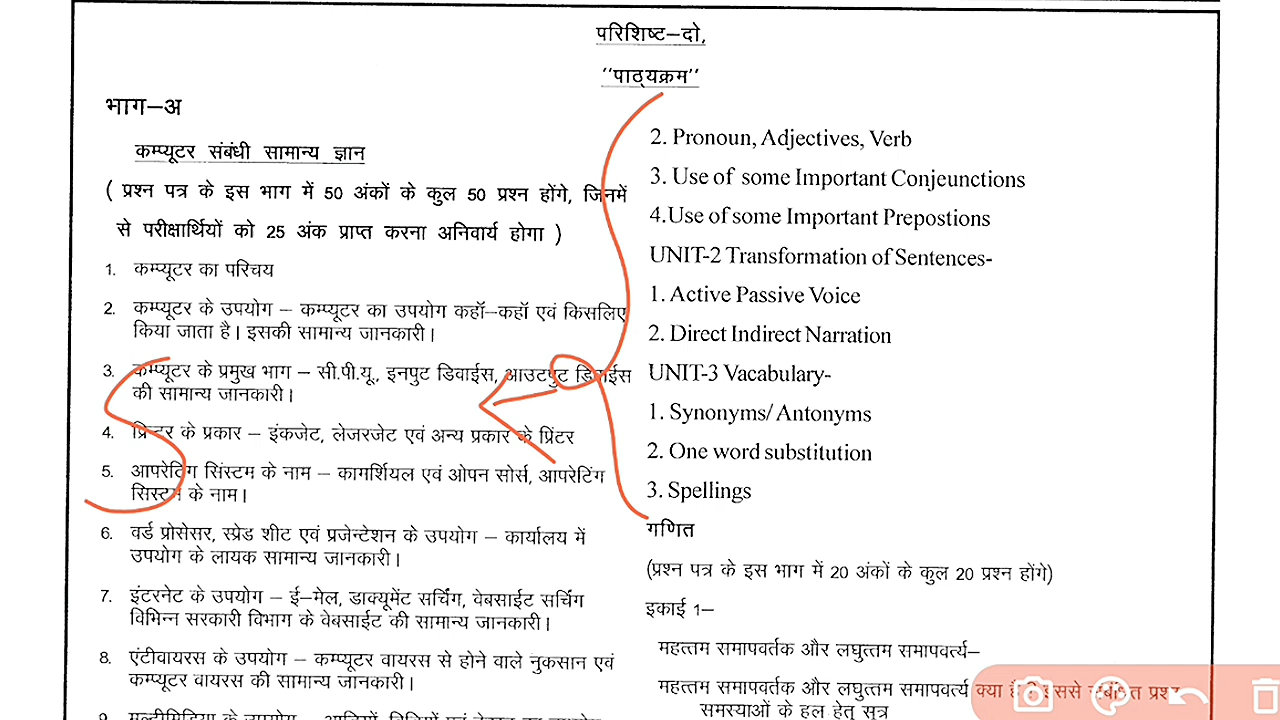 परिशिष्ट–दो,
‘‘पाठ्यक्रम’’
भाग–अ
कम्प्यूटर संबंधी सामान्य ज्ञान
( प्रश्न पत्र के इस भाग में 50 अंकों के कुल 50 प्रश्न होंगे, जिनमें
से परीक्षार्थियों को 25 अंक प्राप्त करना अनिवार्य होगा )
1. कम्प्यूटर का परिचय
2. कम्प्यूटर के उपयोग – कम्प्यूटर का उपयोग कहॉ–कहॉ एवं किसलिए
किया जाता है। इसकी सामान्य जानकारी।
3. कम्प्यूटर के प्रमुख भाग – सी.पी.यू., इनपुट डिवाईस, आउटपुट डिवाईस
की सामान्य जानकारी।
4. प्रिन्टर के प्रकार – इंकजेट, लेजरजेट एवं अन्य प्रकार के प्रिंटर
5. आपरेटिंग सिंस्टम के नाम – कामर्शियल एवं ओपन सोर्स, आपरेटिंग
सिस्टम के नाम।
6. वर्ड प्रोसेसर, स्प्रेड शीट एवं प्रजेन्टेशन के उपयोग – कार्यालय में
उपयोग के लायक सामान्य जानकारी।
7. इंटरनेट के उपयोग – ई–मेल, डाक्यूमेंट सर्चिंग, वेबसाईट सर्चिंग
विभिन्न सरकारी विभाग के वेबसाईट की सामान्य जानकारी।
8. एंटीवायरस के उपयोग – कम्प्यूटर वायरस से होने वाले नुकसान एवं
कम्प्यूटर वायरस की सामान्य जानकारी।
9. मल्टीमिडिया के उपयोग –
2. Pronoun, Adjectives, Verb
3. Use of some Important Conjeunctions
4.Use of some Important Prepostions
UNIT-2 Transformation of Sentences-
1. Active Passive Voice
2. Direct Indirect Narration
UNIT-3 Vacabulary-
1. Synonyms/ Antonyms
2. One word substitution
3. Spellings
गणित
(प्रश्न पत्र के इस भाग में 20 अंकों के कुल 20 प्रश्न होंगे)
इकाई 1–
महत्तम समापवर्तक और लघुत्तम समापवर्त्य–
महत्तम समापवर्तक और लघुत्तम समापवर्त्य क्या है इससे संबंधित प्रश्न
समस्याओं के हल हेतु सूत्र